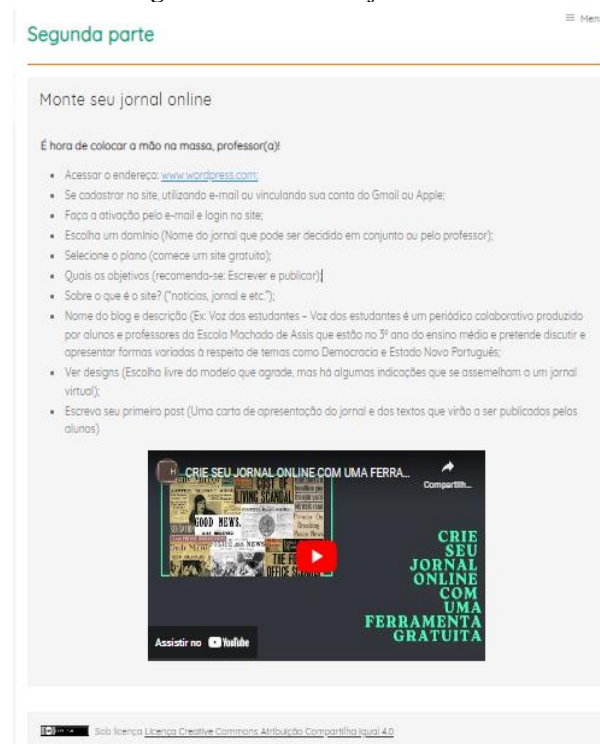 ≡ Men
Segunda parte
Monte seu jornal online
É hora de colocar a mão na massa, professor(a)!
• Acessar o endereço: www.wordpress.com;
• Se cadastrar no site, utilizando e-mail ou vinculando sua conta do Gmail ou Apple;
• Faça a ativação pelo e-mail e login no site;
• Escolha um domínio (Nome do jornal que pode ser decidido em conjunto ou pelo professor);
• Selecione o plano (comece um site gratuito);
• Quais os objetivos (recomenda-se: Escrever e publicar);
• Sobre o que é o site? ("notícias, jornal e etc.");
• Nome do blog e descrição (Ex: Voz dos estudantes – Voz dos estudantes é um periódico colaborativo produzido
por alunos e professores da Escola Machado de Assis que estão no 3º ano do ensino médio e pretende discutir e
apresentar formas variadas à respeito de temas como Democracia e Estado Novo Português;
• Ver designs (Escolha livre do modelo que agrade, mas há algumas indicações que se assemelham a um jornal
virtual);
• Escreva seu primeiro post (Uma carta de apresentação do jornal e dos textos que virão a ser publicados pelos
alunos)
H CRIE SEU JORNAL ONLINE COM UMA FERRA...
Compartilh...
LIVING SCANDAL
GOOD NEWS.
CRIE
SEU
JORNAL
ONLINE
COM
UMA
FERRAMENTA
GRATUITA
Assistir no YouTube
Sob licença Licença Creative Commons Atribuição Compartilha Igual 4.0